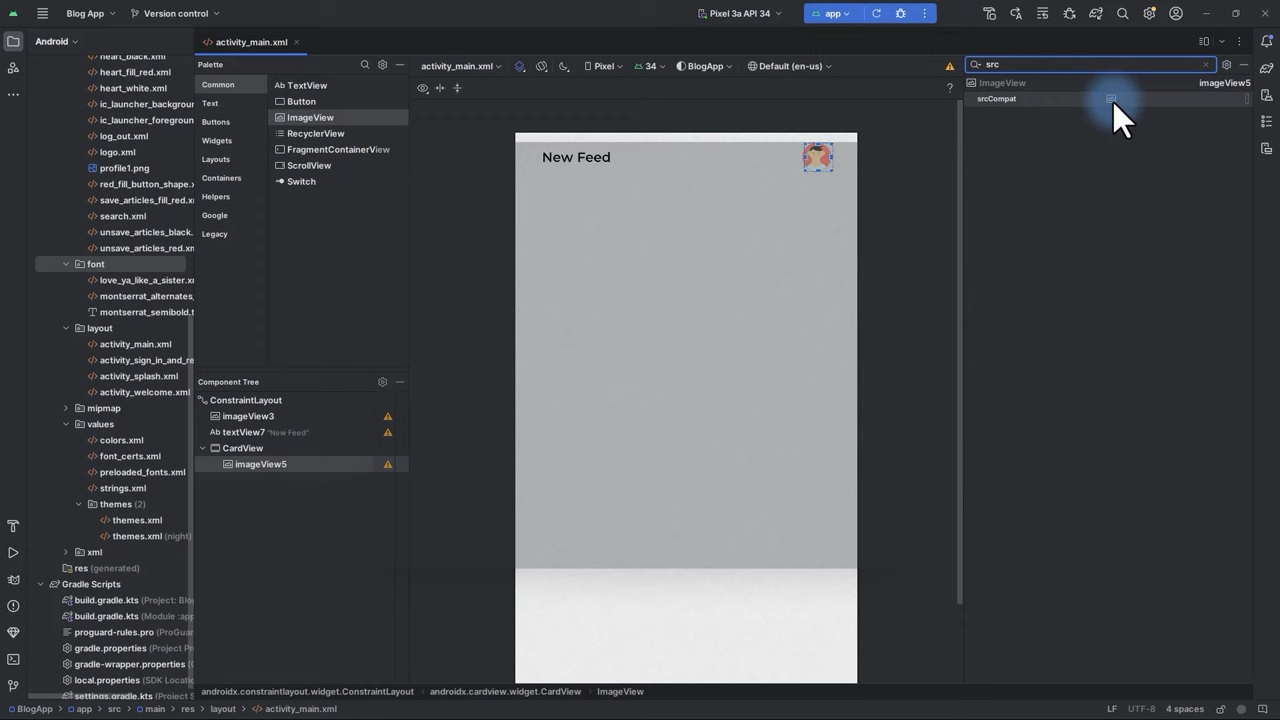 Blog App
Version control
Pixel 3a API 34
app
Android
activity_main.xml
heart_black.xml
heart_fill_red.xml
heart_white.xml
ic_launcher_backgroun
ic_launcher_foregroun
log_out.xml
logo.xml
profile1.png
red_fill_button_shape.x
save_articles_fill_red.xn
search.xml
unsave_articles_black.
unsave_articles_red.xn
font
love_ya_like_a_sister.xn
montserrat_alternates_
montserrat_semibold.t
layout
activity_main.xml
activity_sign_in_and_re
activity_splash.xml
activity_welcome.xml
mipmap
values
colors.xml
font_certs.xml
preloaded_fonts.xml
strings.xml
themes (2)
themes.xml
themes.xml (night)
xml
res (generated)
Gradle Scripts
build.gradle.kts (Project: Blo
build.gradle.kts (Module :app
proguard-rules.pro (ProGuar
gradle.properties (Project Pr
gradle-wrapper.properties
local.properties (SDK Locatio
settings.gradle.kts (Project S
Palette
Common
Text
Buttons
Widgets
Layouts
Containers
Helpers
Google
Legacy
Ab TextView
Button
ImageView
RecyclerView
FragmentContainerView
ScrollView
Switch
Component Tree
ConstraintLayout
imageView3
Ab textView7 "New Feed"
CardView
imageView5
activity_main.xml
Pixel
34
BlogApp
Default (en-us)
?
New Feed
src
ImageView
imageView5
srcCompat
androidx.constraintlayout.widget.ConstraintLayout
androidx.cardview.widget.CardView
ImageView
BlogApp > app > src > main > res > layout > activity_main.xml
LF
UTF-8
4 spaces